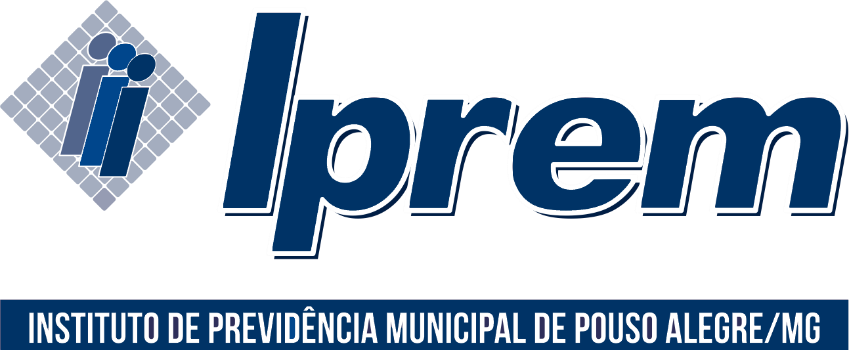 Iprem
INSTITUTO DE PREVIDÊNCIA MUNICIPAL DE POUSO ALEGRE/MG